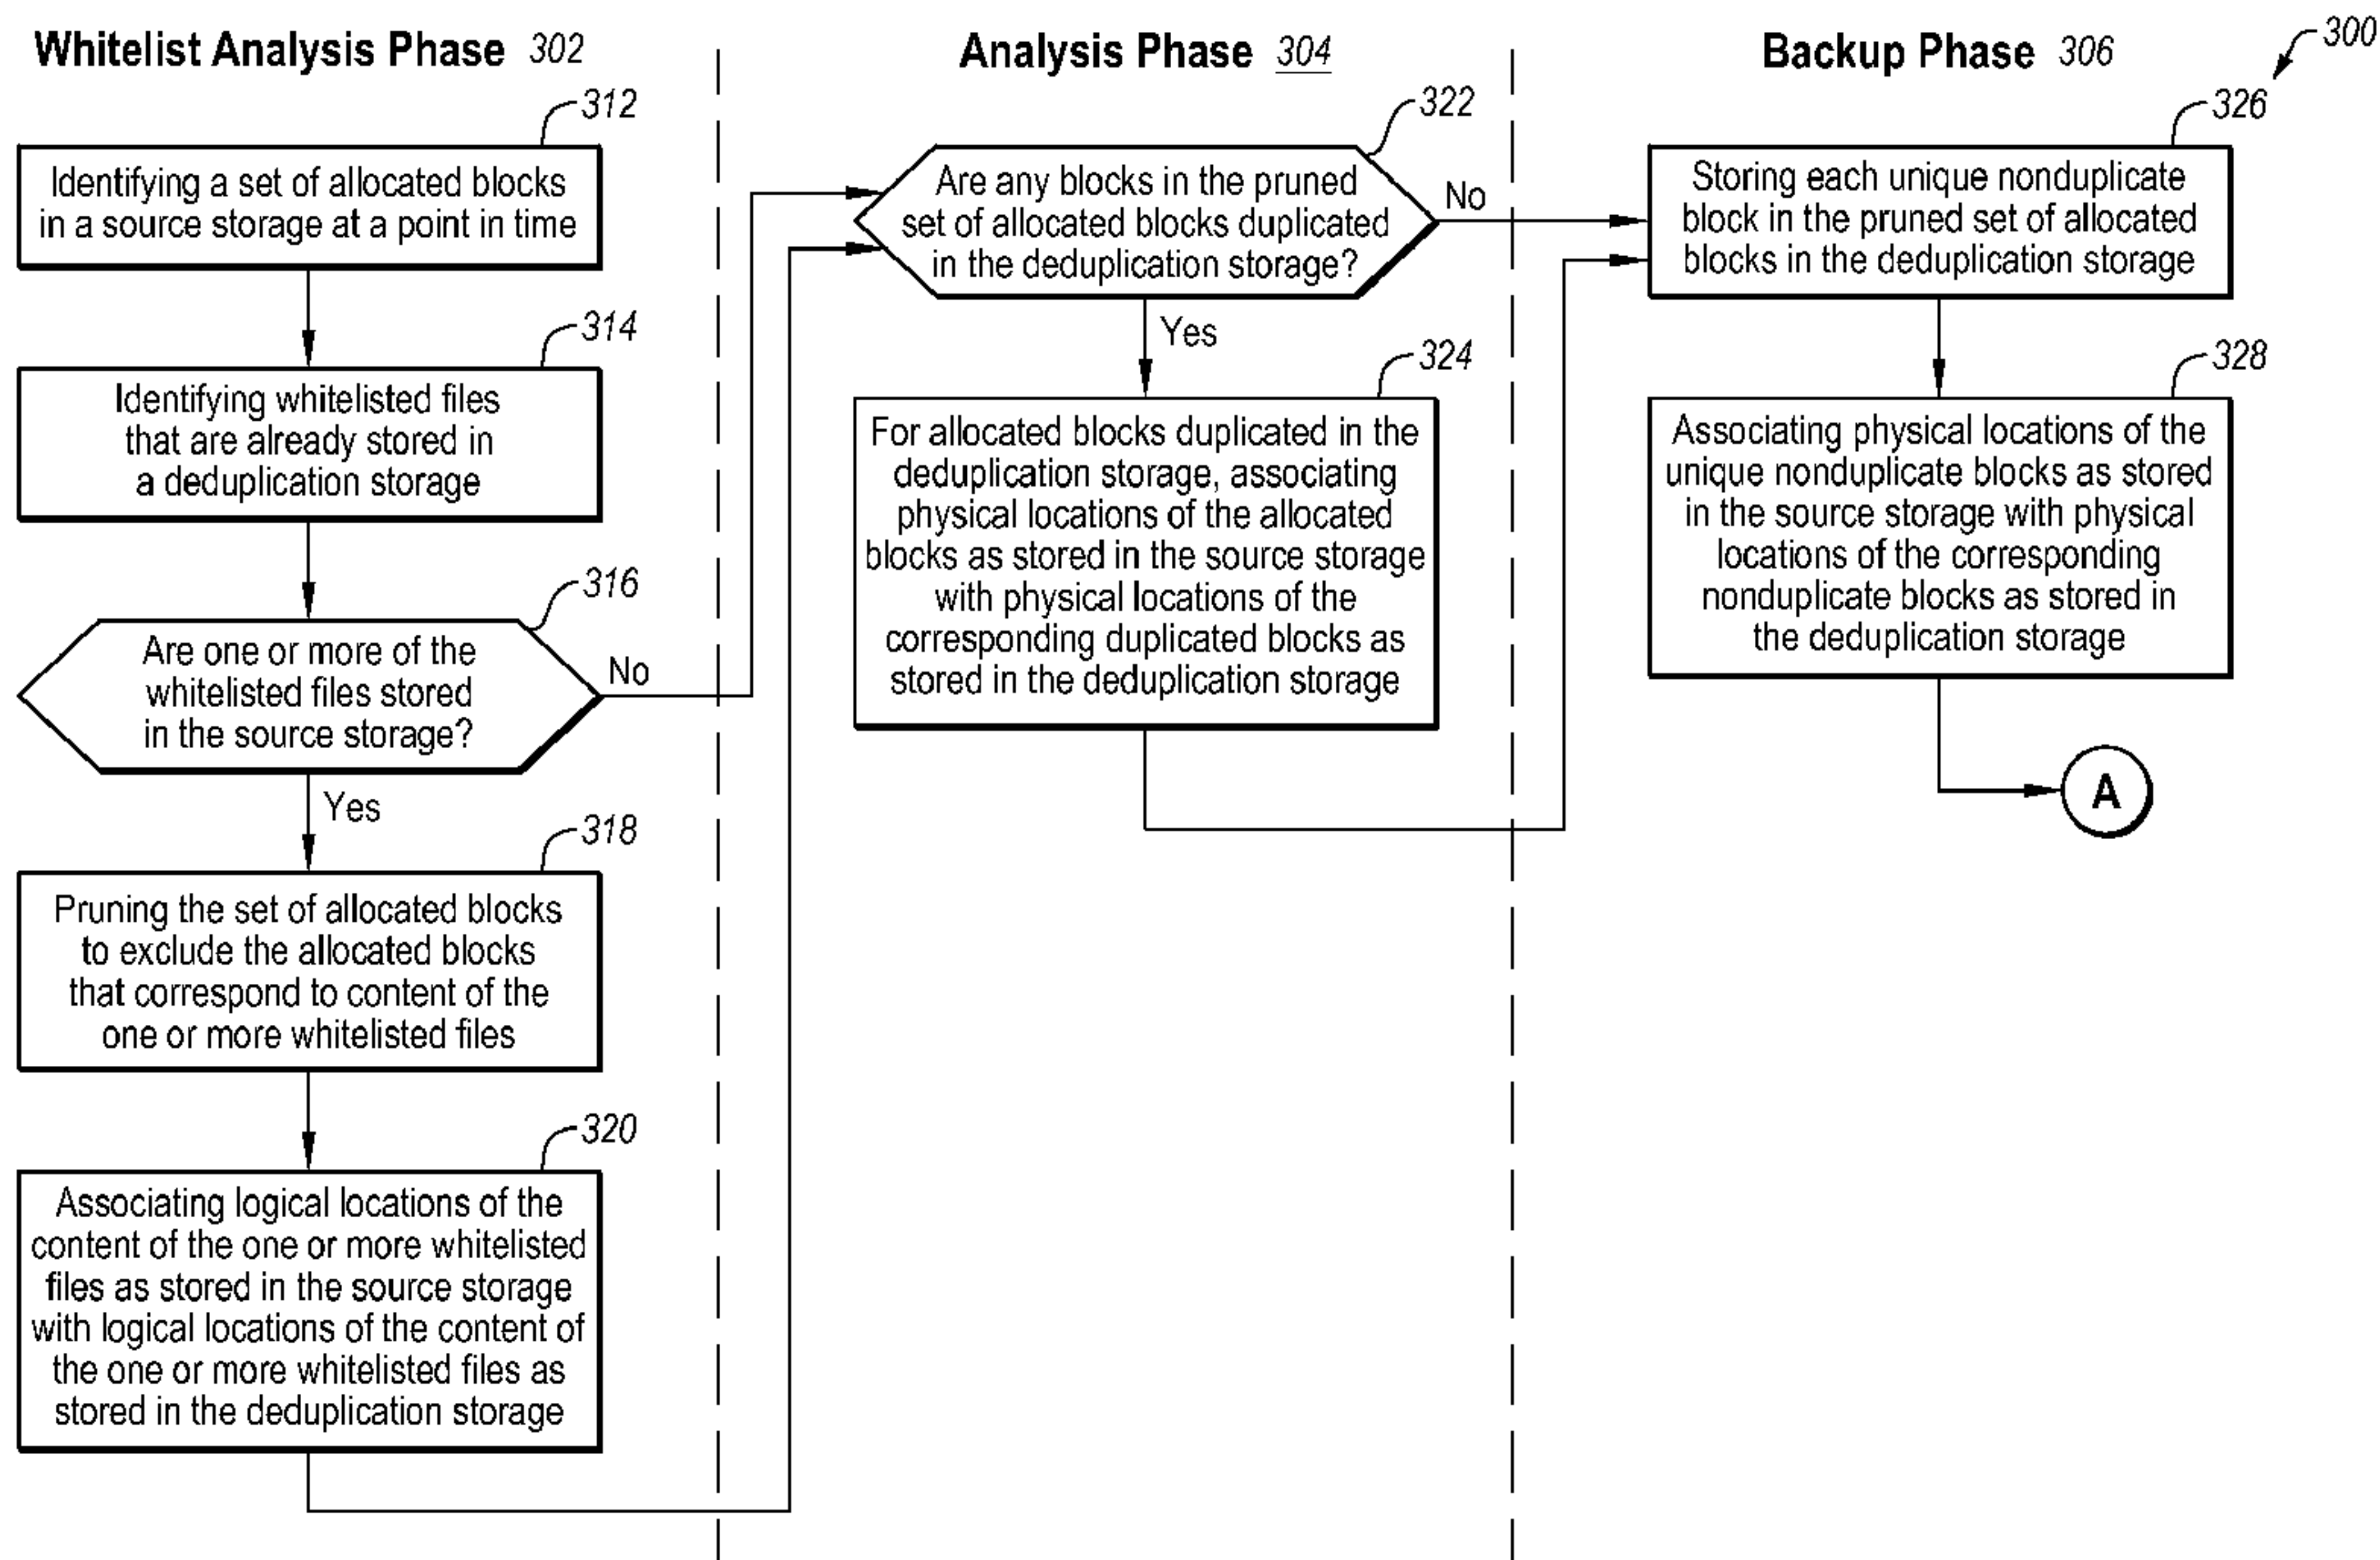 Whitelist Analysis Phase 302
312
Identifying a set of allocated blocks
in a source storage at a point in time
314
Identifying whitelisted files
that are already stored in
a deduplication storage
316
Are one or more of the
whitelisted files stored
in the source storage?
No
Yes
318
Pruning the set of allocated blocks
to exclude the allocated blocks
that correspond to content of the
one or more whitelisted files
320
Associating logical locations of the
content of the one or more whitelisted
files as stored in the source storage
with logical locations of the content of
the one or more whitelisted files as
stored in the deduplication storage
Analysis Phase 304
322
Are any blocks in the pruned
set of allocated blocks duplicated
in the deduplication storage?
No
Yes
324
For allocated blocks duplicated in the
deduplication storage, associating
physical locations of the allocated
blocks as stored in the source storage
with physical locations of the
corresponding duplicated blocks as
stored in the deduplication storage
Backup Phase 306
300
326
Storing each unique nonduplicate
block in the pruned set of allocated
blocks in the deduplication storage
328
Associating physical locations of the
unique nonduplicate blocks as stored
in the source storage with physical
locations of the corresponding
nonduplicate blocks as stored in
the deduplication storage
A